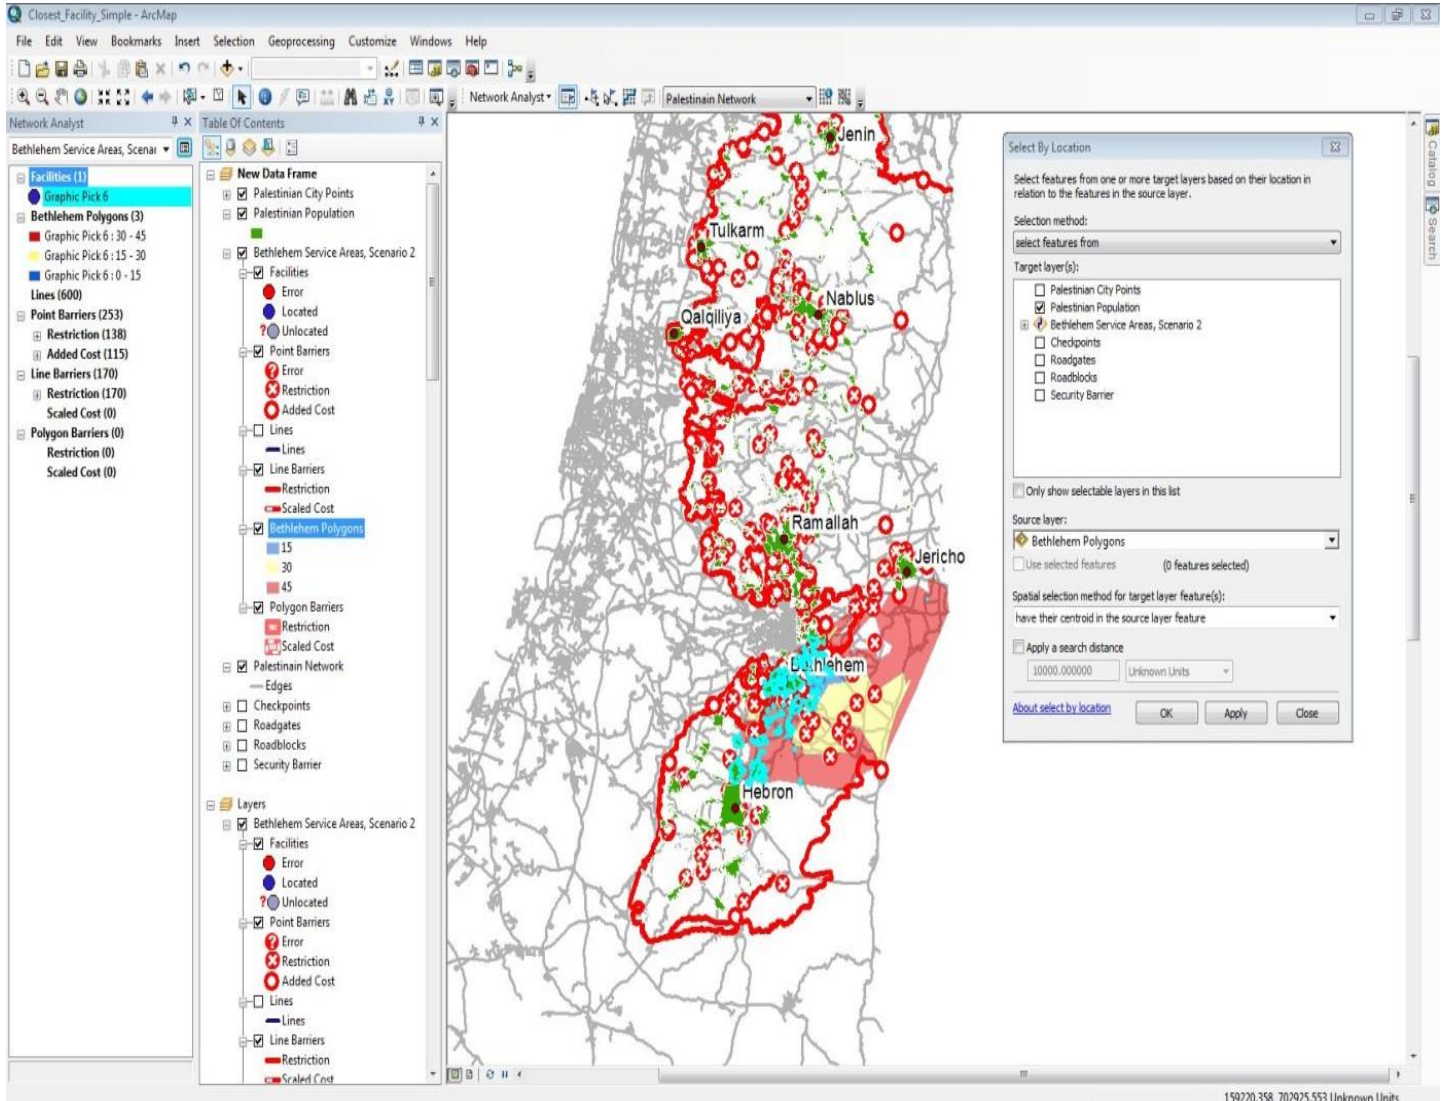 Closest_Facility_Simple - ArcMap
File Edit View Bookmarks Insert Selection Geoprocessing Customize Windows Help
Network Analyst Palestinain Network
Network Analyst
Bethlehem Service Areas, Scenar
Facilities (1)
Graphic Pick 6
Bethlehem Polygons (3)
Graphic Pick 6 : 30 - 45
Graphic Pick 6 : 15 - 30
Graphic Pick 6 : 0 - 15
Lines (600)
Point Barriers (253)
Restriction (138)
Added Cost (115)
Line Barriers (170)
Restriction (170)
Scaled Cost (0)
Polygon Barriers (0)
Restriction (0)
Scaled Cost (0)
Table Of Contents
New Data Frame
Palestinian City Points
Palestinian Population
Bethlehem Service Areas, Scenario 2
Facilities
Error
Located
Unlocated
Point Barriers
Error
Restriction
Added Cost
Lines
Lines
Line Barriers
Restriction
Scaled Cost
Bethlehem Polygons
15
30
45
Polygon Barriers
Restriction
Scaled Cost
Palestinain Network
Edges
Checkpoints
Roadgates
Roadblocks
Security Barrier
Layers
Bethlehem Service Areas, Scenario 2
Facilities
Error
Located
Unlocated
Point Barriers
Error
Restriction
Added Cost
Lines
Lines
Line Barriers
Restriction
Scaled Cost
Jenin
Tulkarm
Nablus
Qalqiliya
Ramallah
Jericho
Bethlehem
Hebron
Select By Location
Select features from one or more target layers based on their location in
relation to the features in the source layer.
Selection method:
select features from
Target layer(s):
Palestinian City Points
Palestinian Population
Bethlehem Service Areas, Scenario 2
Checkpoints
Roadgates
Roadblocks
Security Barrier
Only show selectable layers in this list
Source layer:
Bethlehem Polygons
Use selected features (0 features selected)
Spatial selection method for target layer feature(s):
have their centroid in the source layer feature
Apply a search distance
10000.000000 Unknown Units
About select by location OK Apply Close
Catalog
Search
159220.358 702925.553 Unknown Units